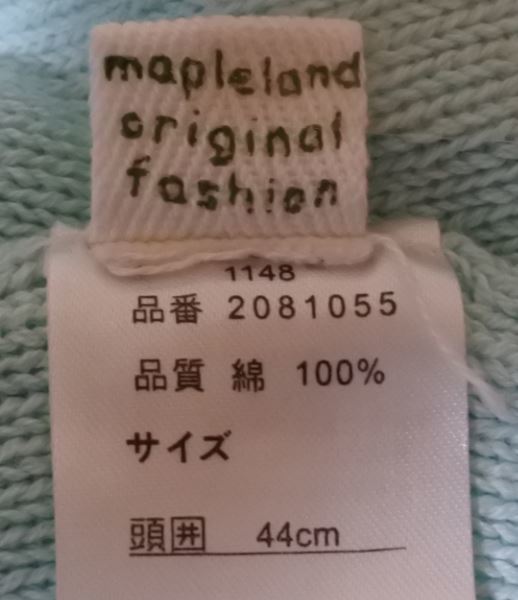 mapleland
original
fashion
1148
品番 2081055
品質 綿 100%
サイズ
頭囲 44cm